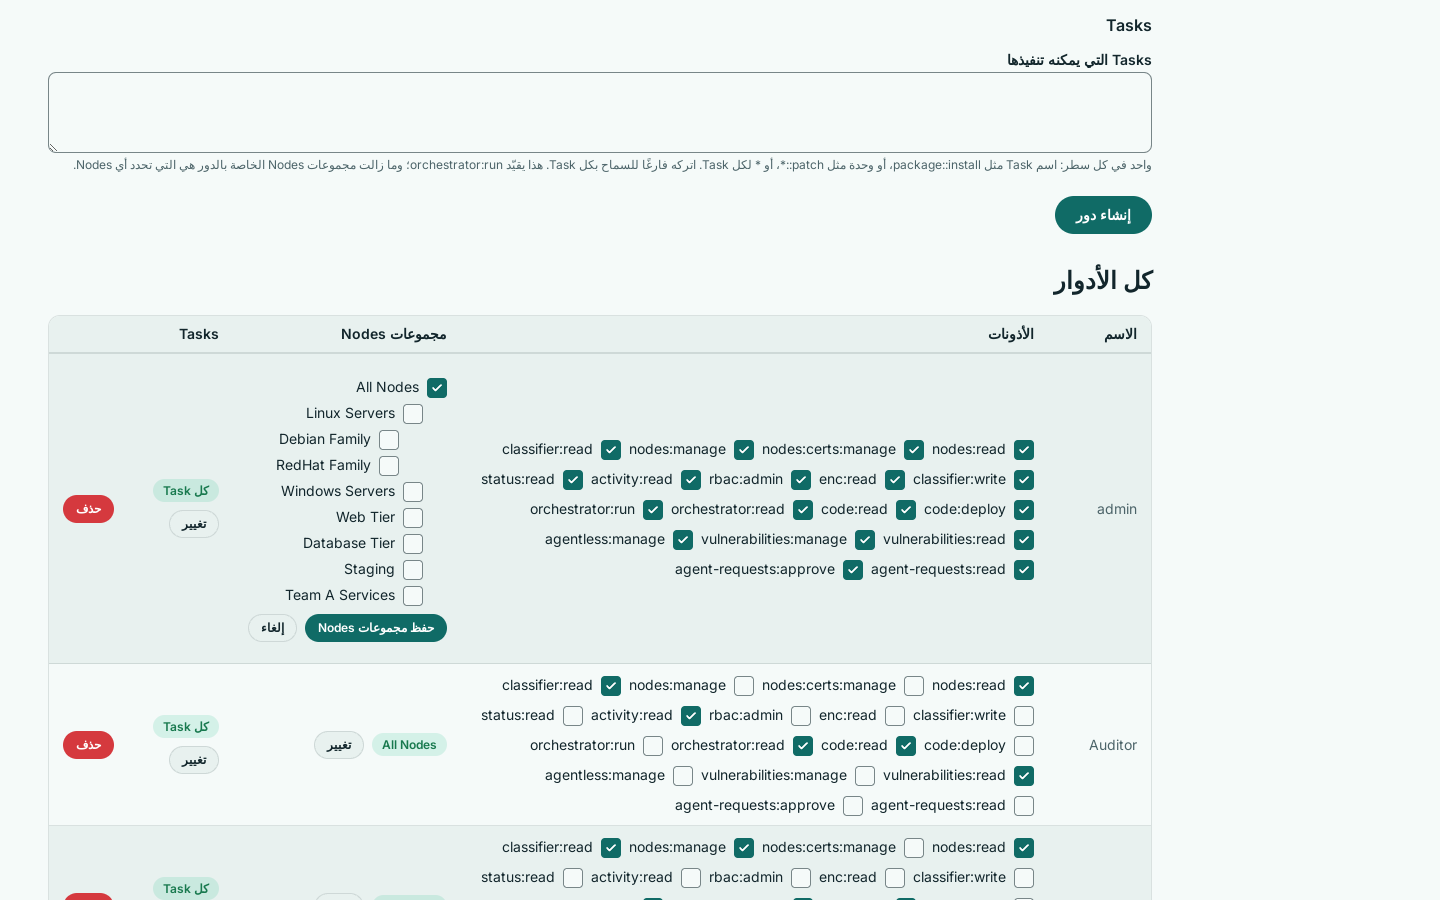 Tasks
Tasks التي يمكنه تنفيذها
واحد في كل سطر: اسم Task مثل package::install، أو وحدة مثل patch::*، أو * لكل Task. اتركه فارغًا للسماح بكل Task. هذا يقيّد orchestrator:run؛ وما زالت مجموعات Nodes الخاصة بالدور هي التي تحدد أي Nodes.
إنشاء دور
كل الأدوار
الاسم الأذونات مجموعات Nodes Tasks
admin
nodes:read nodes:certs:manage nodes:manage classifier:read
classifier:write enc:read rbac:admin activity:read status:read
code:deploy code:read orchestrator:read orchestrator:run
vulnerabilities:read vulnerabilities:manage agentless:manage
agent-requests:read agent-requests:approve
All Nodes
Linux Servers
Debian Family
RedHat Family
Windows Servers
Web Tier
Database Tier
Staging
Team A Services
حفظ مجموعات Nodes إلغاء
كل Task
تغيير
حذف
Auditor
nodes:read nodes:certs:manage nodes:manage classifier:read
classifier:write enc:read rbac:admin activity:read status:read
code:deploy code:read orchestrator:read orchestrator:run
vulnerabilities:read vulnerabilities:manage agentless:manage
agent-requests:read agent-requests:approve
All Nodes تغيير
كل Task
تغيير
حذف
nodes:read nodes:certs:manage nodes:manage classifier:read
classifier:write enc:read rbac:admin activity:read status:read
كل Task